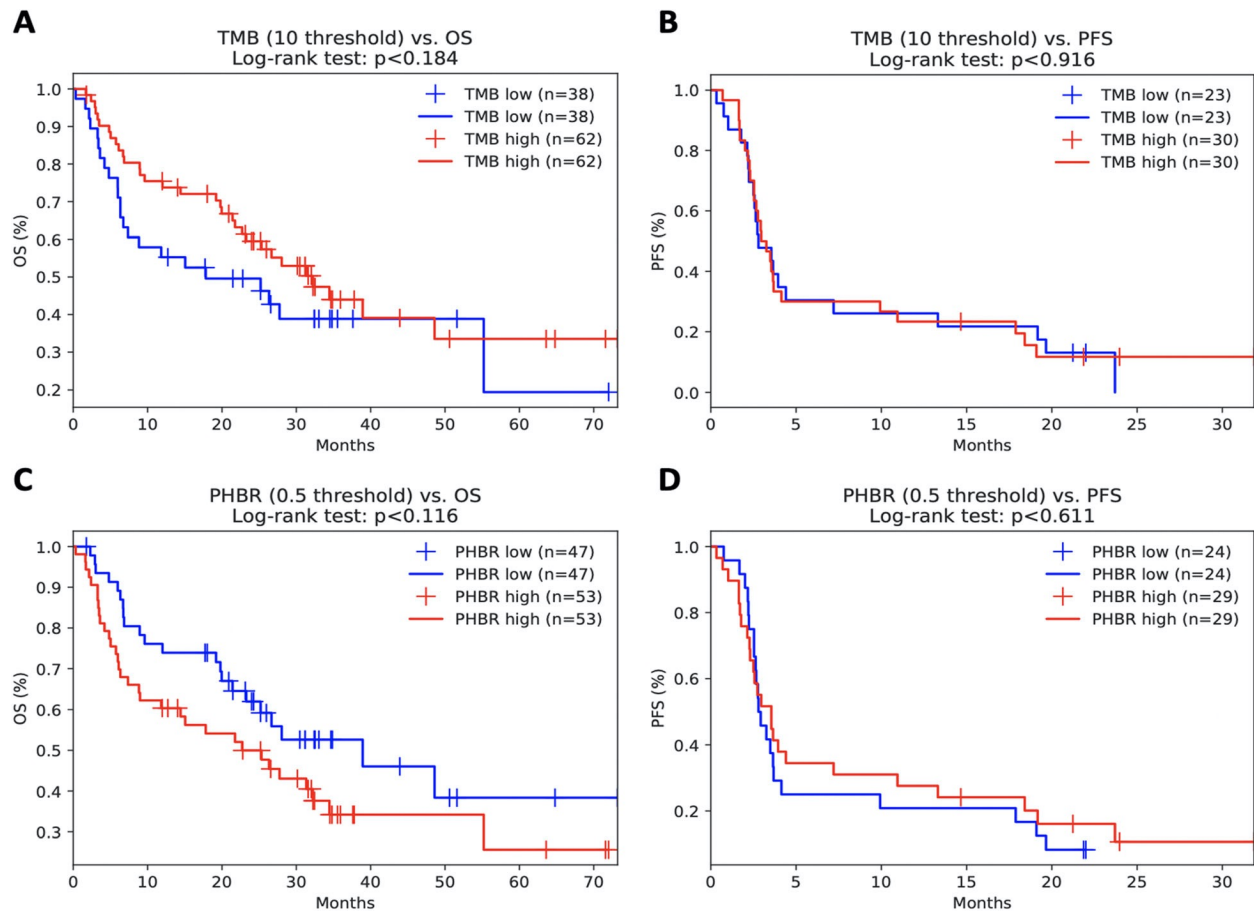 A
TMB (10 threshold) vs. OS
Log-rank test: p<0.184
TMB low (n=38)
TMB low (n=38)
TMB high (n=62)
TMB high (n=62)
OS (%)
1.0
0.9
0.8
0.7
0.6
0.5
0.4
0.3
0.2
0 10 20 30 40 50 60 70
Months
B
TMB (10 threshold) vs. PFS
Log-rank test: p<0.916
TMB low (n=23)
TMB low (n=23)
TMB high (n=30)
TMB high (n=30)
PFS (%)
1.0
0.8
0.6
0.4
0.2
0.0
0 5 10 15 20 25 30
Months
C
PHBR (0.5 threshold) vs. OS
Log-rank test: p<0.116
PHBR low (n=47)
PHBR low (n=47)
PHBR high (n=53)
PHBR high (n=53)
OS (%)
1.0
0.9
0.8
0.7
0.6
0.5
0.4
0.3
0 10 20 30 40 50 60 70
Months
D
PHBR (0.5 threshold) vs. PFS
Log-rank test: p<0.611
PHBR low (n=24)
PHBR low (n=24)
PHBR high (n=29)
PHBR high (n=29)
PFS (%)
1.0
0.8
0.6
0.4
0.2
0 5 10 15 20 25 30
Months